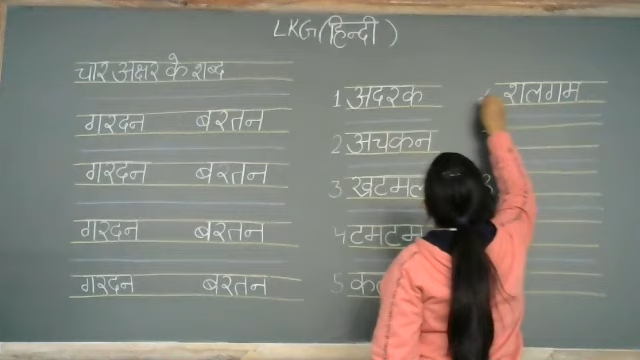 LKG (हिन्दी)
चार अक्षर के शब्द
गरदन बरतन
गरदन बरतन
गरदन बरतन
गरदन बरतन
1 अदरक
2 अचकन
3 खटमल
4 टमटम
5
शलगम